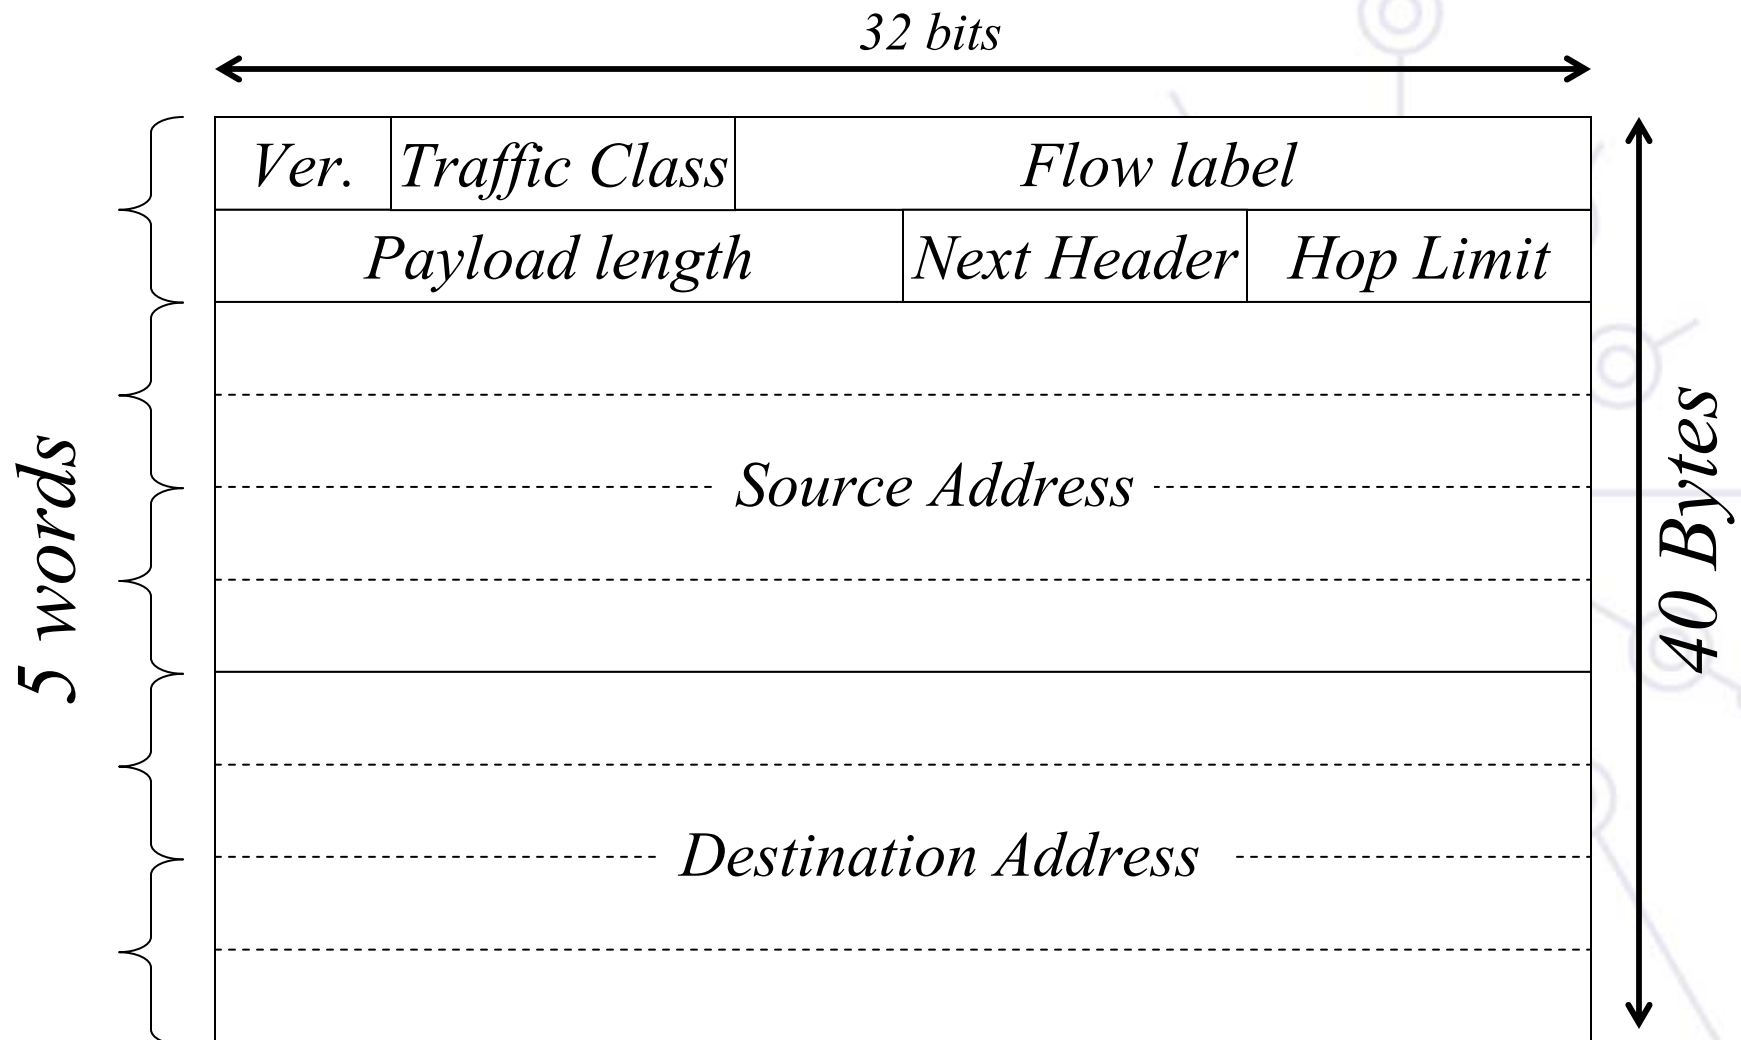 32 bits
Ver. Traffic Class Flow label
Payload length Next Header Hop Limit
Source Address
Destination Address
5 words
40 Bytes